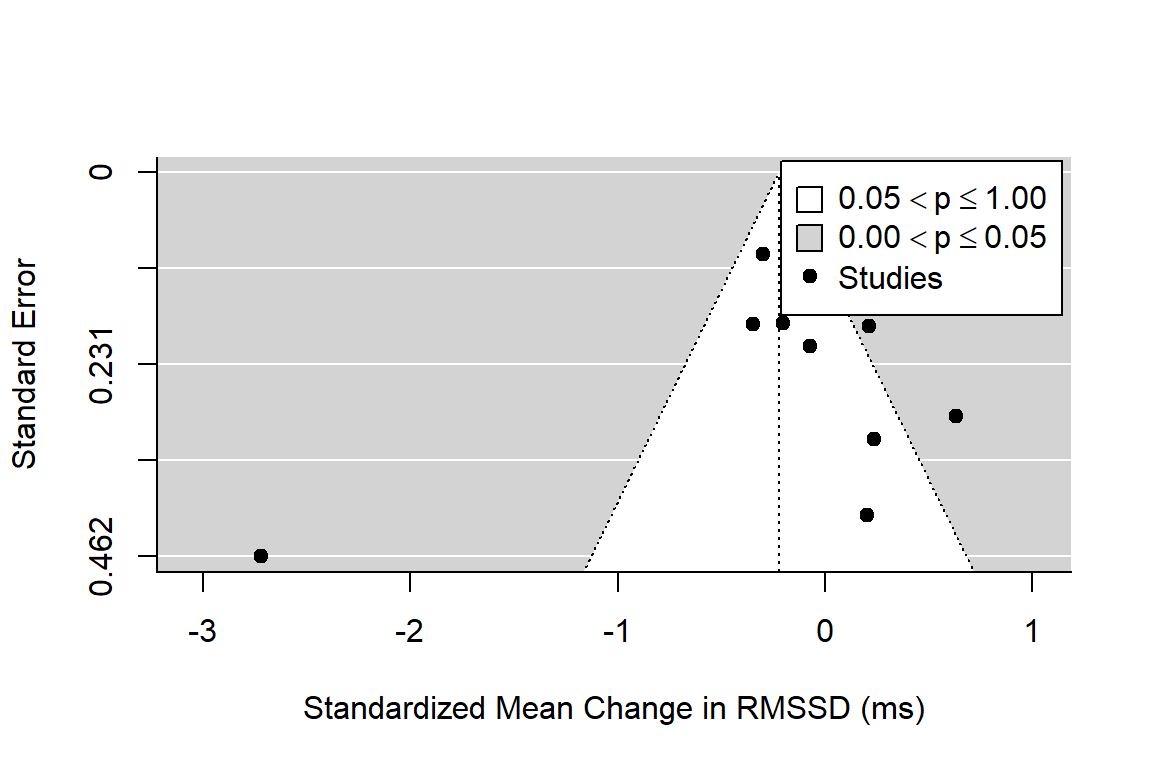 0.05 < p ≤ 1.00
0.00 < p ≤ 0.05
Studies
Standard Error
0
0.231
0.462
-3
-2
-1
0
1
Standardized Mean Change in RMSSD (ms)